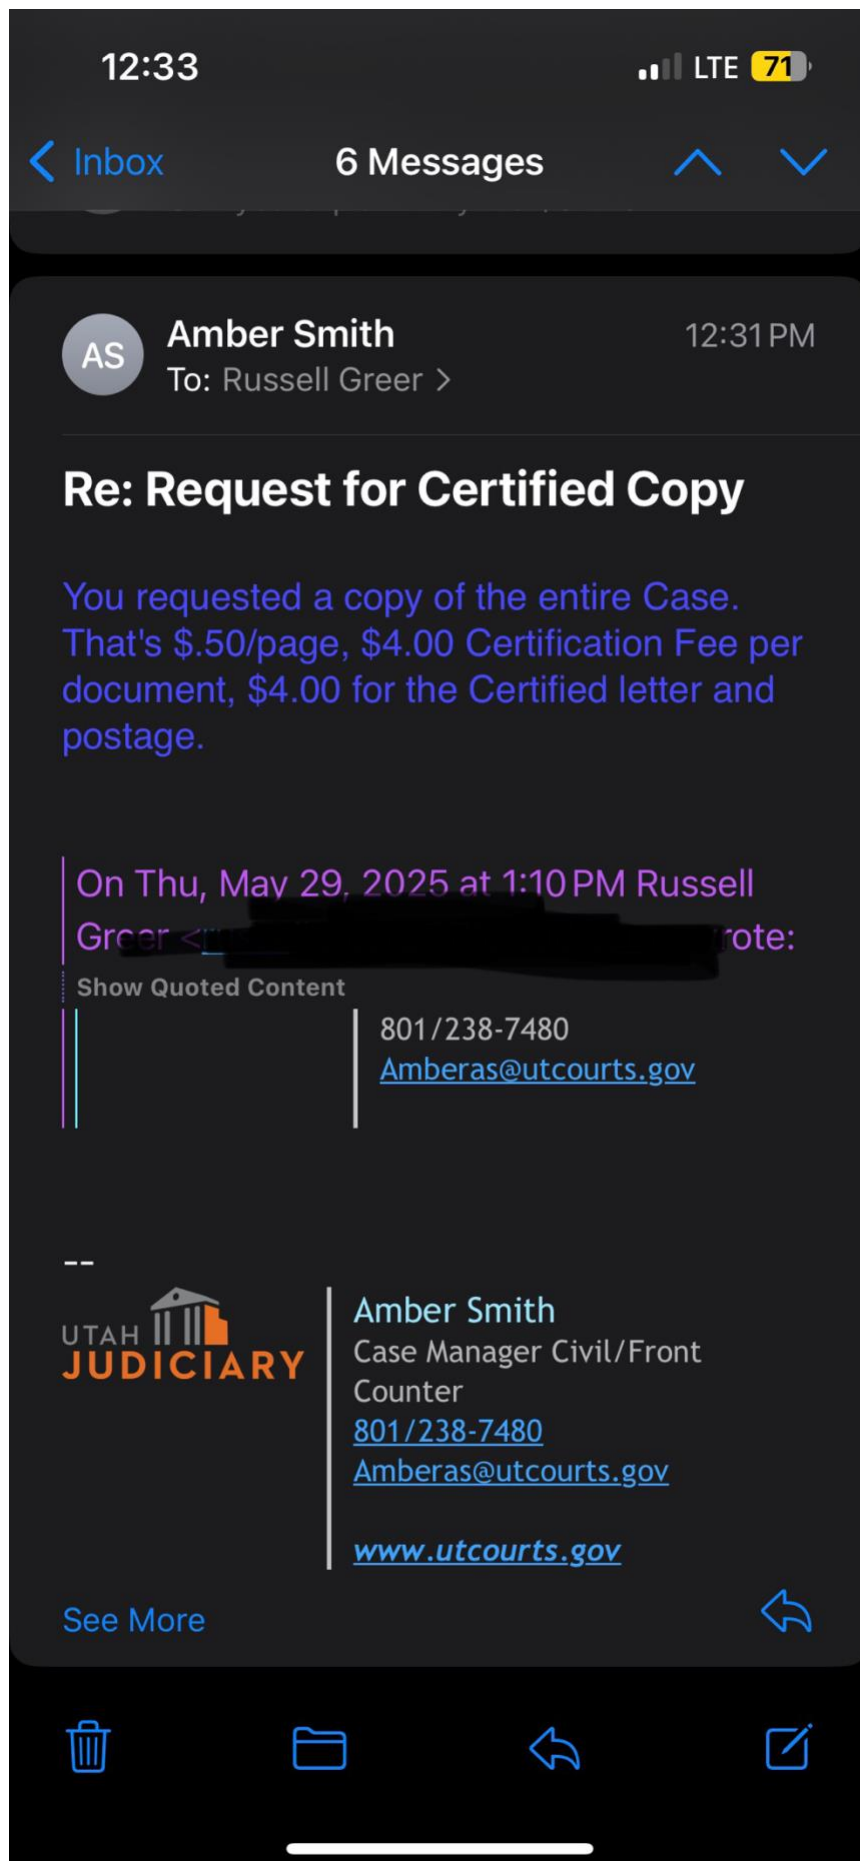 12:33 LTE 71
Inbox 6 Messages
AS Amber Smith 12:31 PM
To: Russell Greer >
Re: Request for Certified Copy
You requested a copy of the entire Case.
That's $.50/page, $4.00 Certification Fee per
document, $4.00 for the Certified letter and
postage.
On Thu, May 29, 2025 at 1:10 PM Russell
Greer < rote:
Show Quoted Content
801/238-7480
Amberas@utcourts.gov
--
UTAH
JUDICIARY
Amber Smith
Case Manager Civil/Front
Counter
801/238-7480
Amberas@utcourts.gov
www.utcourts.gov
See More